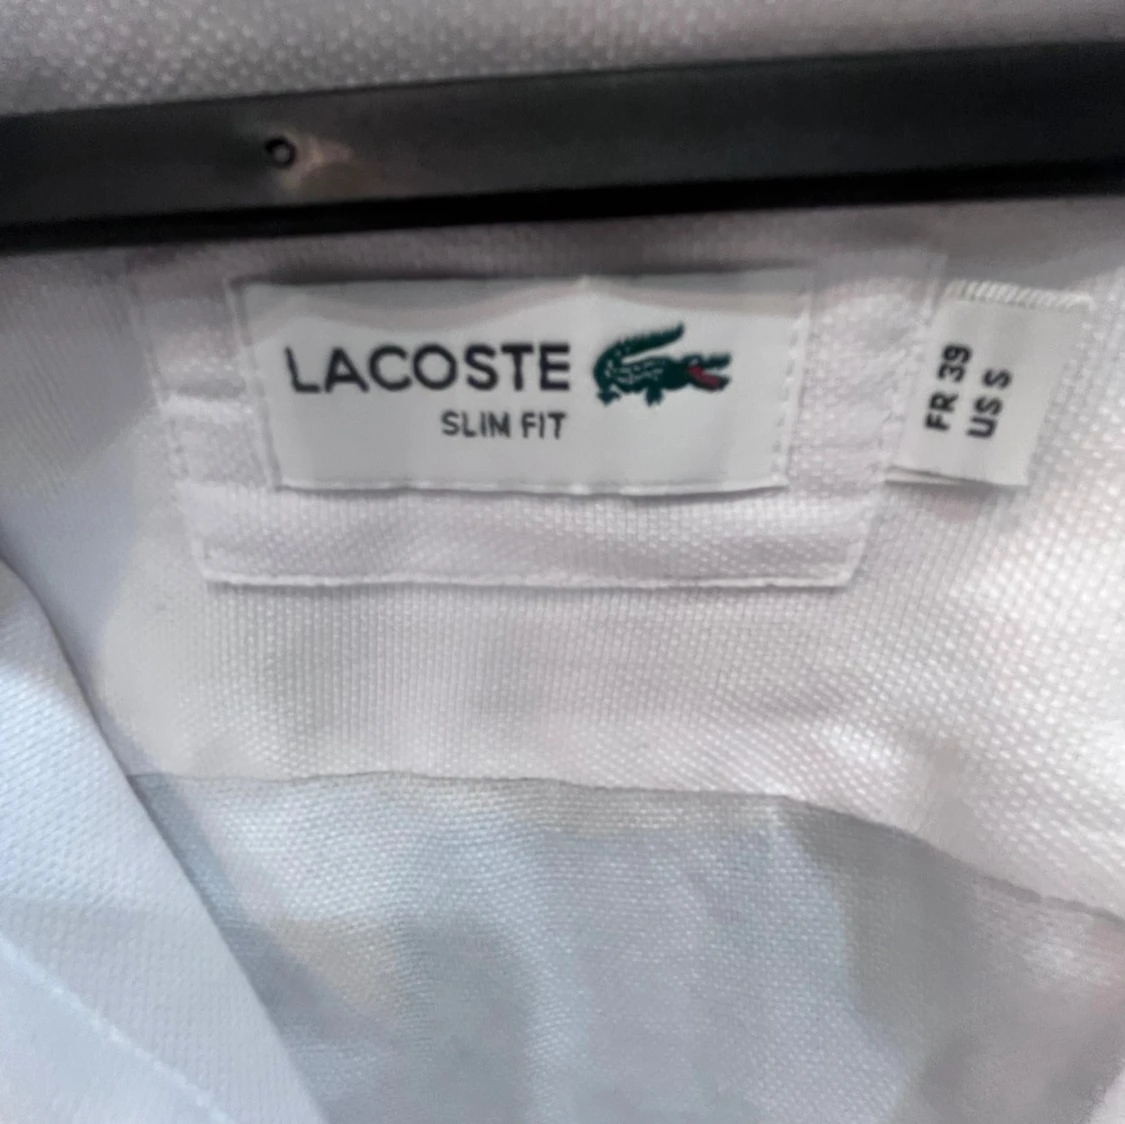 LACOSTE
SLIM FIT
FR 39
US S